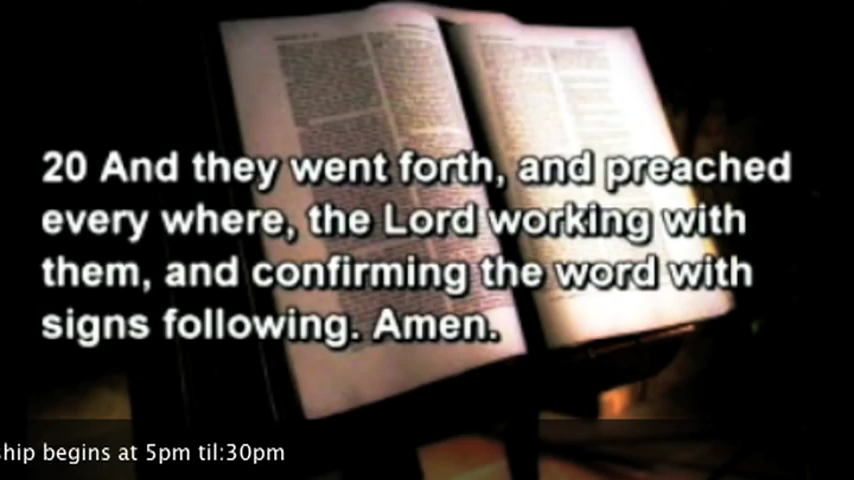 20 And they went forth, and preached
every where, the Lord working with
them, and confirming the word with
signs following. Amen.
ship begins at 5pm til:30pm